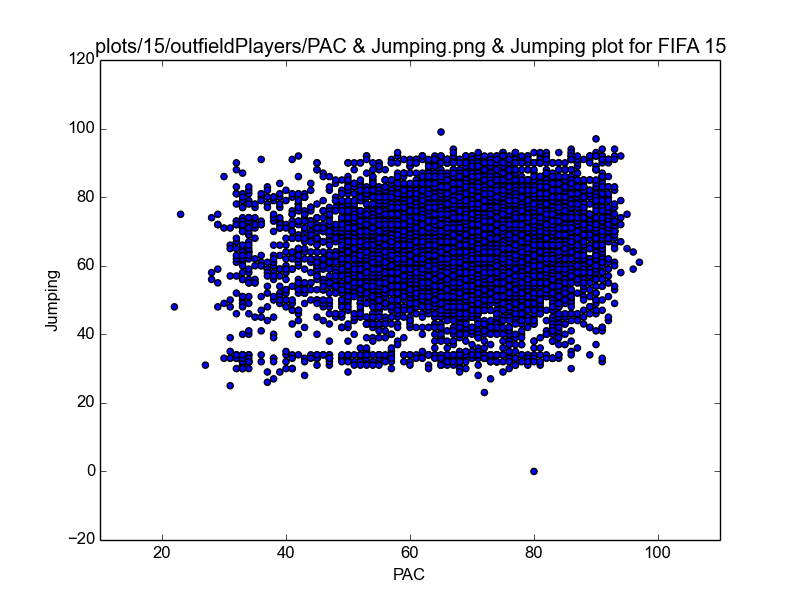 plots/15/outfieldPlayers/PAC & Jumping.png & Jumping plot for FIFA 15
120
100
80
60
40
20
0
−20
Jumping
20 40 60 80 100
PAC